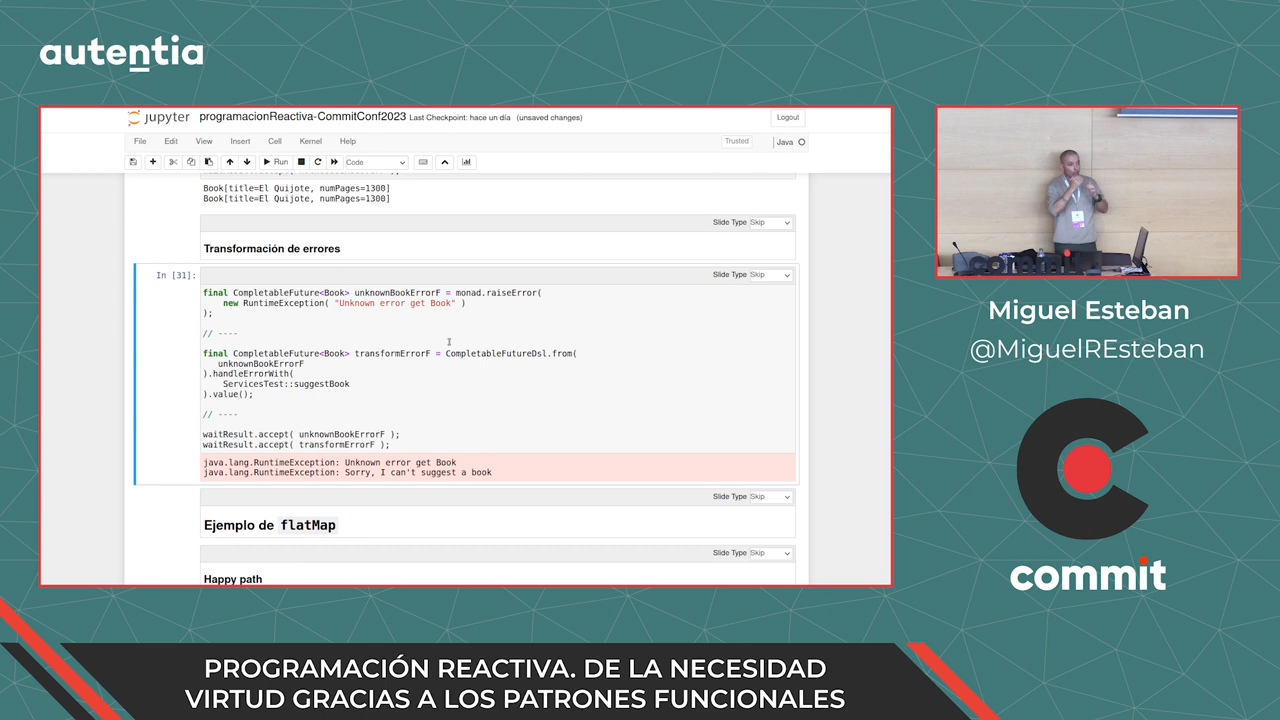 autentia
jupyter programacionReactiva-CommitConf2023 Last Checkpoint: hace un día (unsaved changes)
Logout
File Edit View Insert Cell Kernel Help
Trusted
Java
Run
Code
Book[title=El Quijote, numPages=1300]
Book[title=El Quijote, numPages=1300]
Slide Type Skip
Transformación de errores
In [31]:
Slide Type Skip
final CompletableFuture<Book> unknownBookErrorF = monad.raiseError(
new RuntimeException( "Unknown error get Book" )
);
// ----
final CompletableFuture<Book> transformErrorF = CompletableFutureDsl.from(
unknownBookErrorF
).handleErrorWith(
ServicesTest::suggestBook
).value();
// ----
waitResult.accept( unknownBookErrorF );
waitResult.accept( transformErrorF );
java.lang.RuntimeException: Unknown error get Book
java.lang.RuntimeException: Sorry, I can't suggest a book
Slide Type Skip
Ejemplo de flatMap
Slide Type Skip
Happy path
commit
Miguel Esteban
@MiguelREsteban
commit
PROGRAMACIÓN REACTIVA. DE LA NECESIDAD
VIRTUD GRACIAS A LOS PATRONES FUNCIONALES